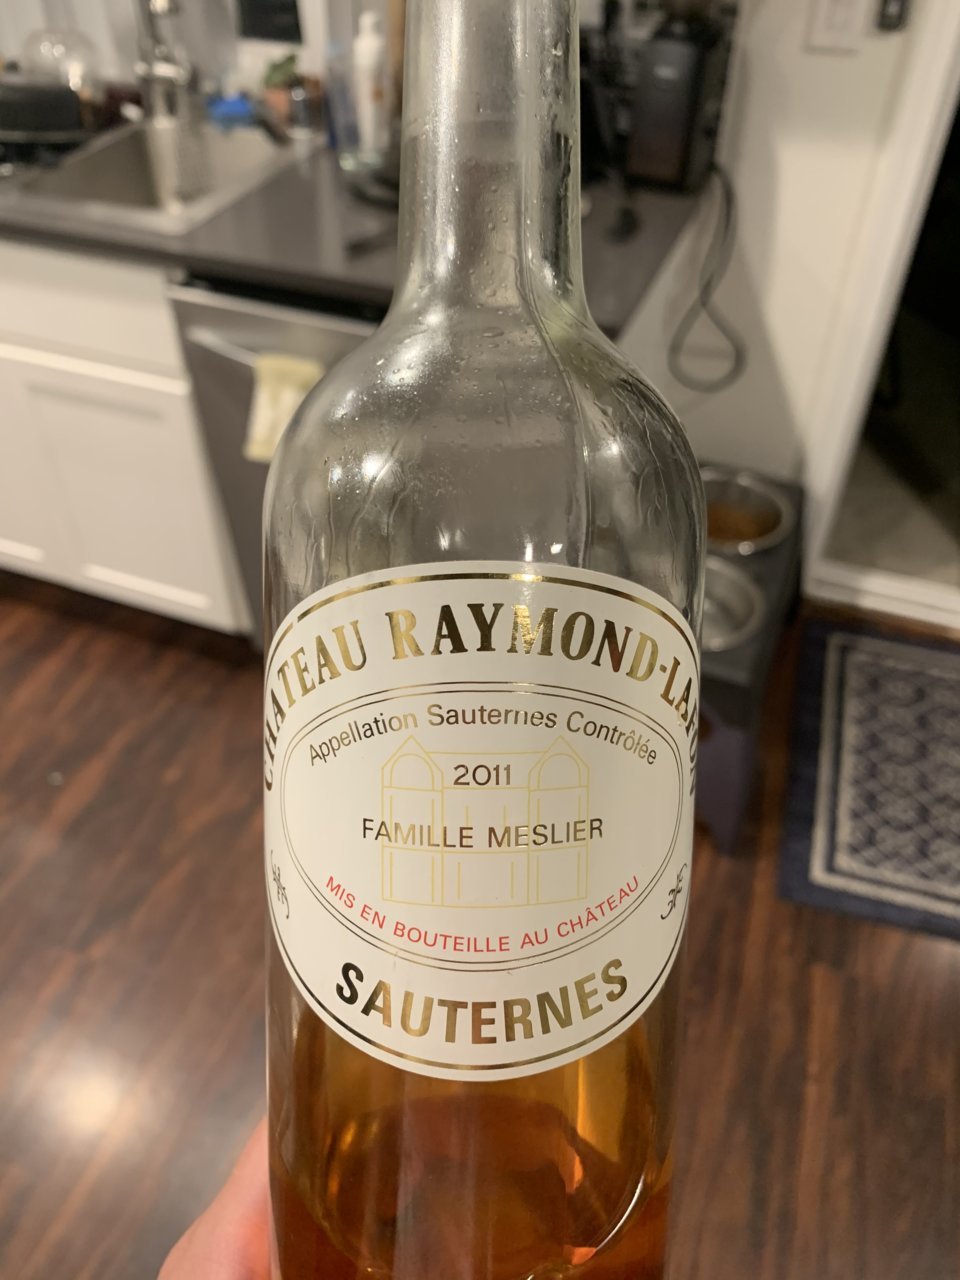 CHATEAU RAYMOND-LAFON
Appellation Sauternes Contrôlée
2011
FAMILLE MESLIER
MIS EN BOUTEILLE AU CHÂTEAU
SAUTERNES